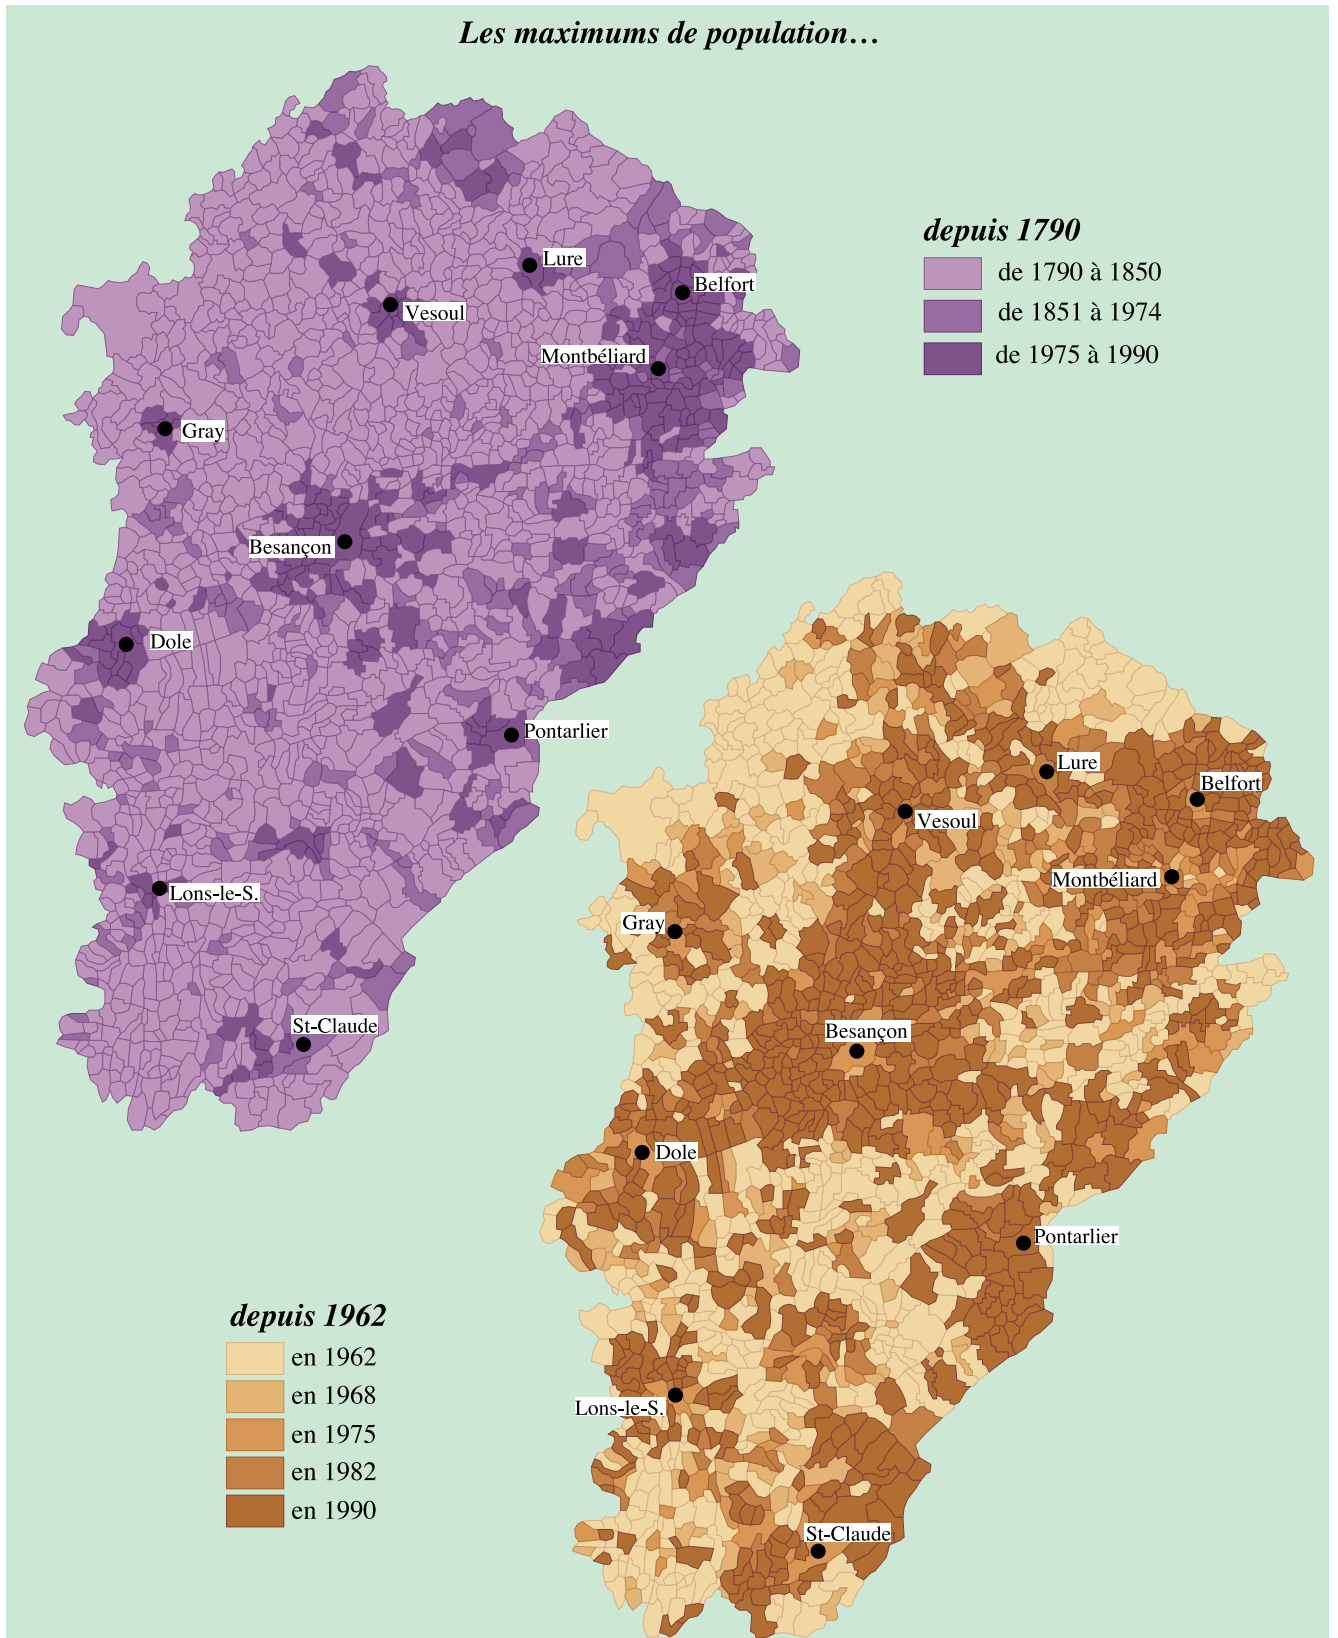 Les maximums de population…
depuis 1790
de 1790 à 1850
de 1851 à 1974
de 1975 à 1990
Lure
Belfort
Vesoul
Montbéliard
Gray
Besançon
Dole
Pontarlier
Lons-le-S.
St-Claude
depuis 1962
en 1962
en 1968
en 1975
en 1982
en 1990
Lure
Belfort
Vesoul
Montbéliard
Gray
Besançon
Dole
Pontarlier
Lons-le-S.
St-Claude